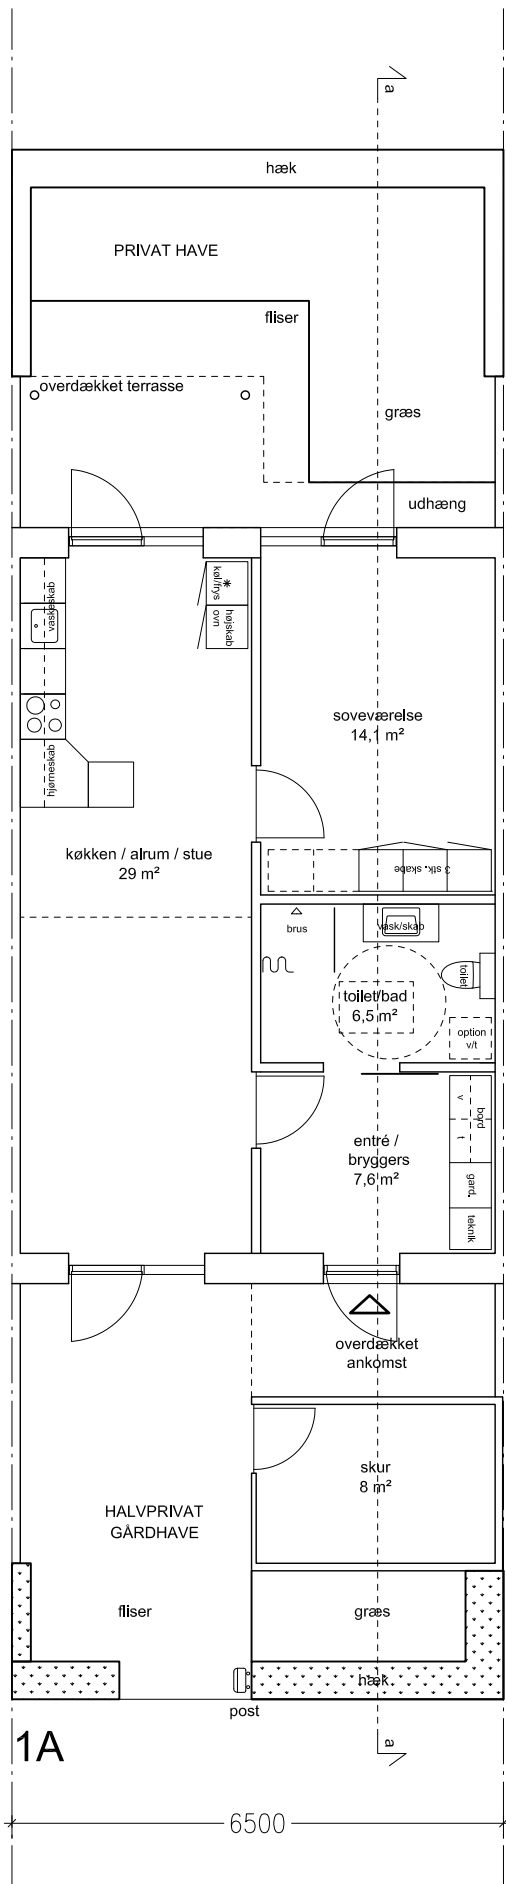 a
hæk
PRIVAT HAVE
fliser
overdækket terrasse
græs
udhæng
vaskeskab
køl/frys
højskab
ovn
hjørneskab
soveværelse
14,1 m²
køkken / alrum / stue
29 m²
3 stk. skabe
brus
vask/skab
toilet
toilet/bad
6,5 m²
option
v/t
entré /
bryggers
7,6 m²
v
bord
t
gard.
teknik
overdækket
ankomst
skur
8 m²
HALVPRIVAT
GÅRDHAVE
fliser
græs
hæk
post
1A
a
6500